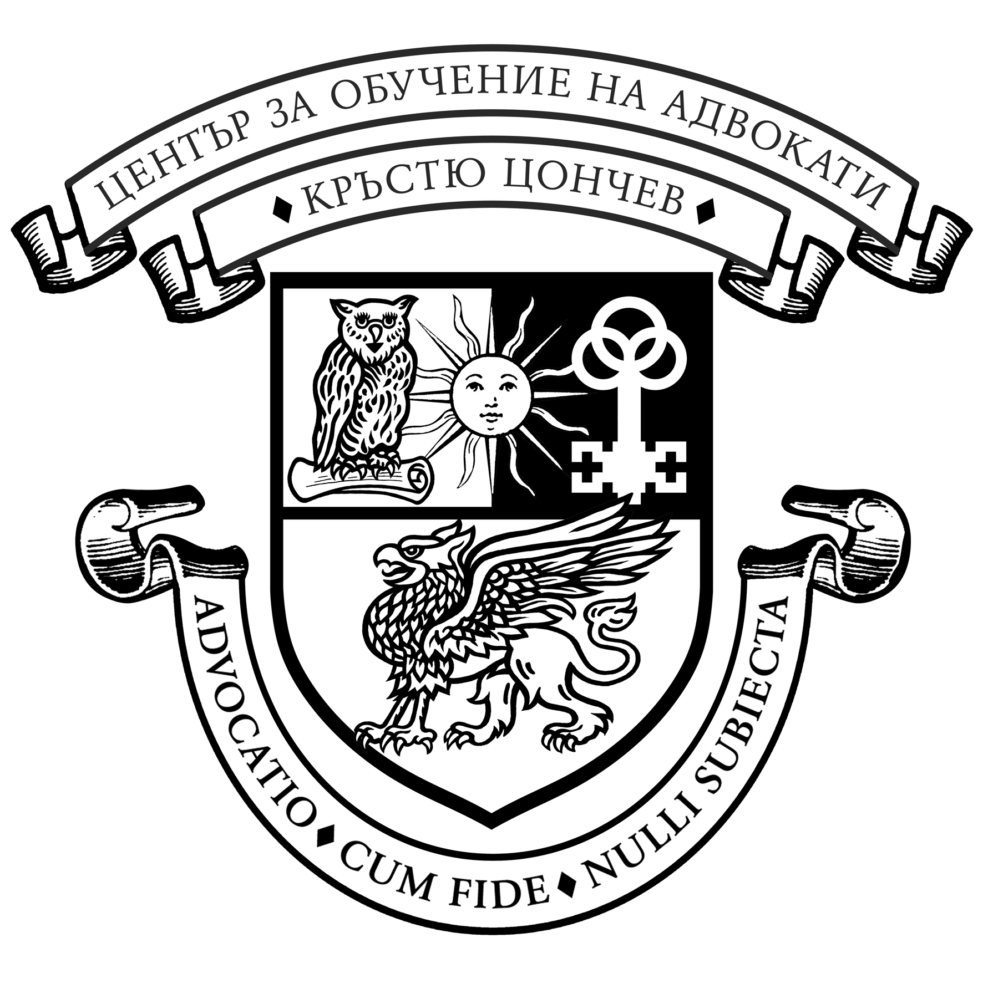 ЦЕНТЪР ЗА ОБУЧЕНИЕ НА АДВОКАТИ
♦ КРЪСТЮ ЦОНЧЕВ ♦
ADVOCATIO♦CUM FIDE♦NULLI SUBIECTA